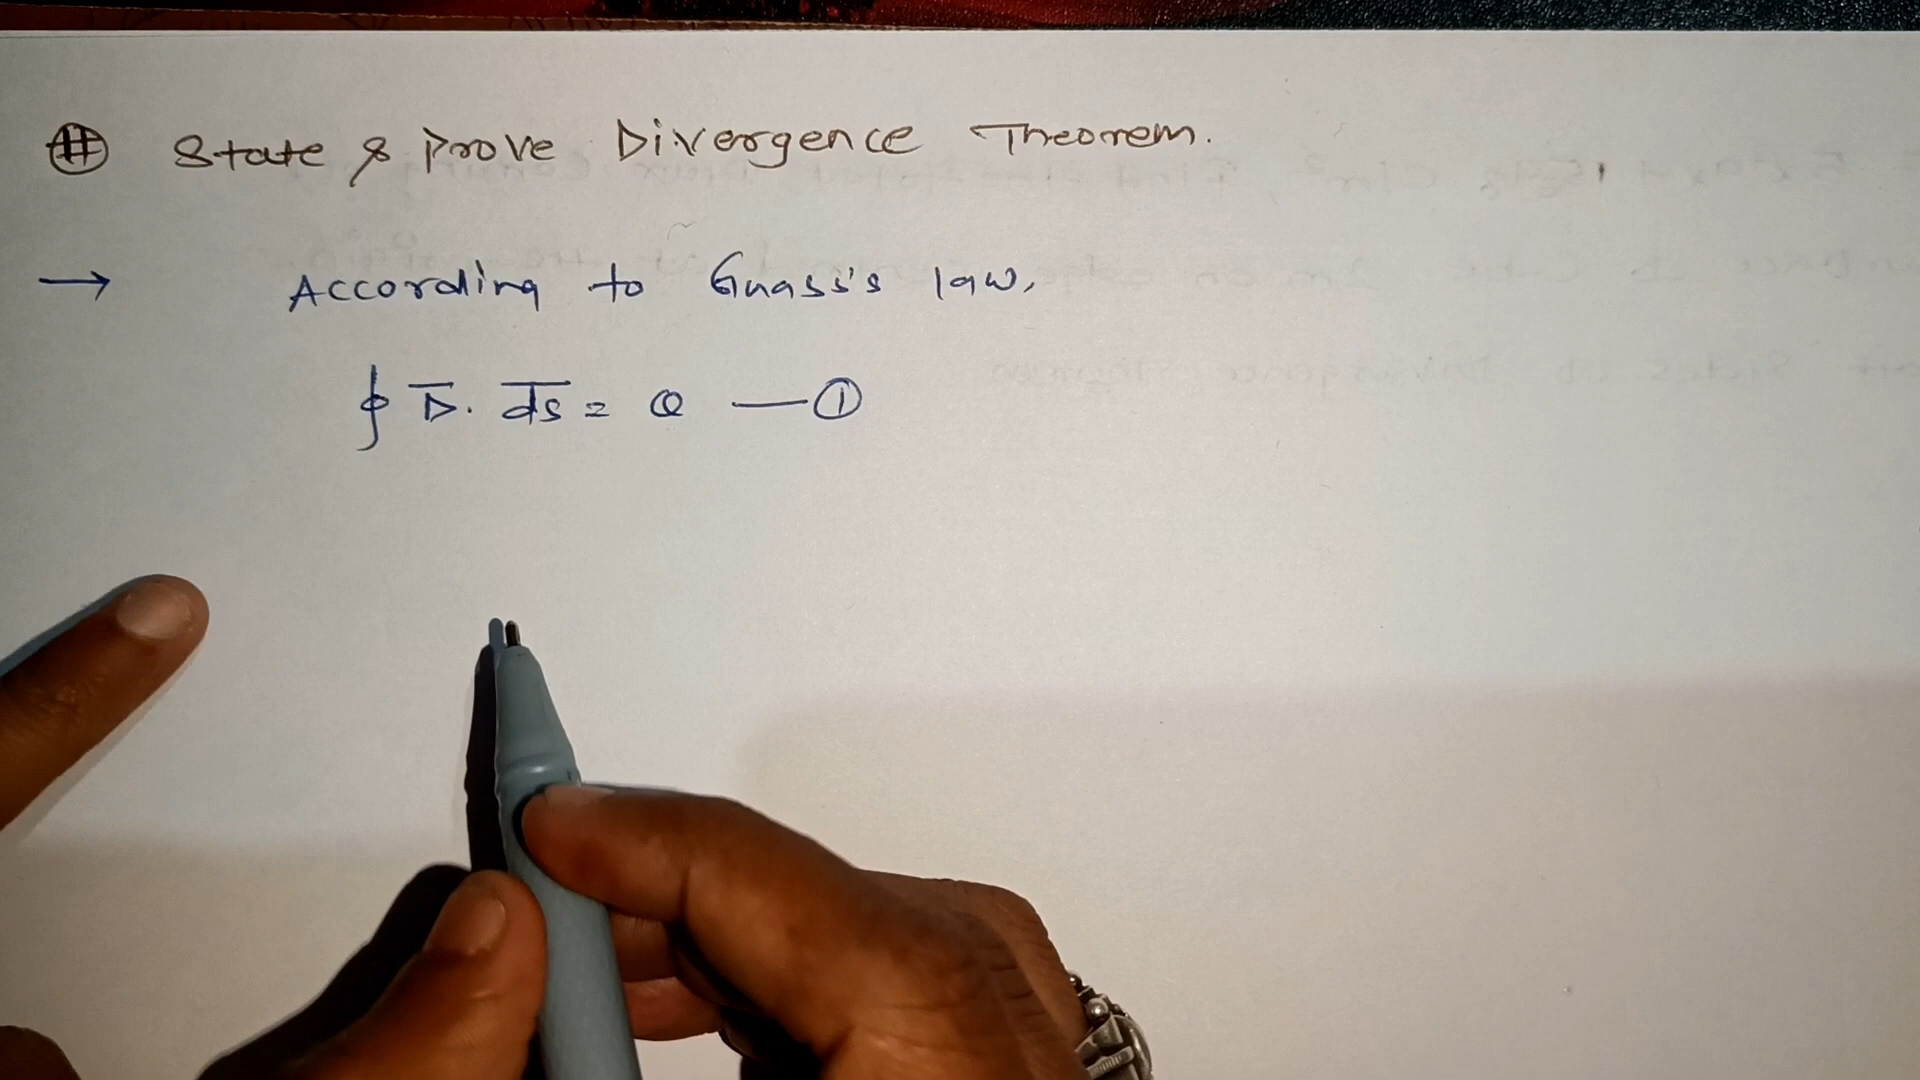 # State & Prove Divergence Theorem.
→ According to Guass's law,
∮ D̅ . d̅s̅ = Q — ①